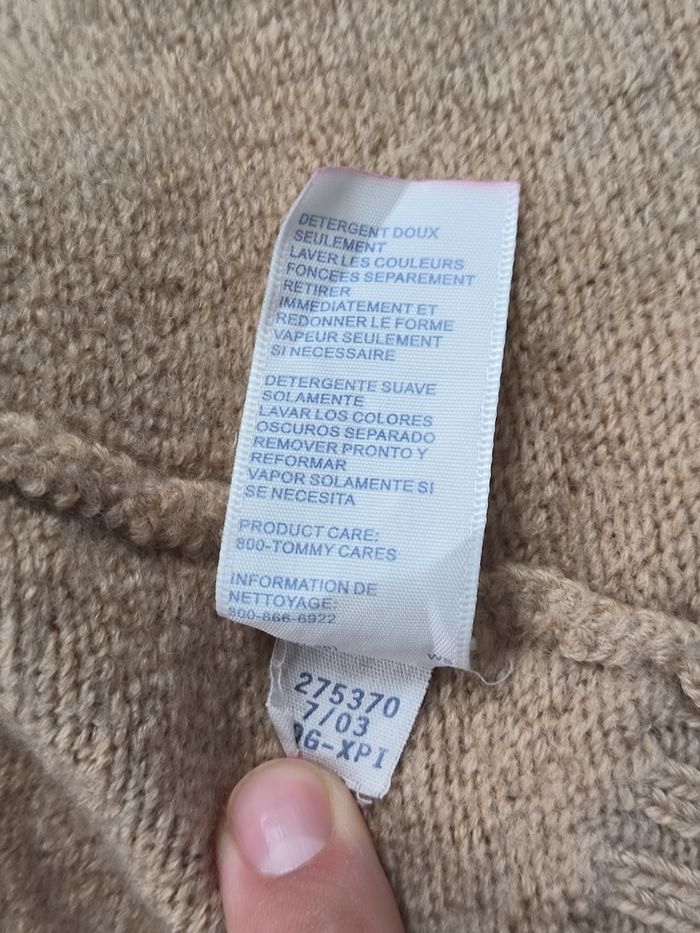 DETERGENT DOUX
SEULEMENT
LAVER LES COULEURS
FONCEES SEPAREMENT
RETIRER
IMMEDIATEMENT ET
REDONNER LE FORME
VAPEUR SEULEMENT
SI NECESSAIRE
DETERGENTE SUAVE
SOLAMENTE
LAVAR LOS COLORES
OSCUROS SEPARADO
REMOVER PRONTO Y
REFORMAR
VAPOR SOLAMENTE SI
SE NECESITA
PRODUCT CARE:
800-TOMMY CARES
INFORMATION DE
NETTOYAGE:
800-866-6922
275370
7/03